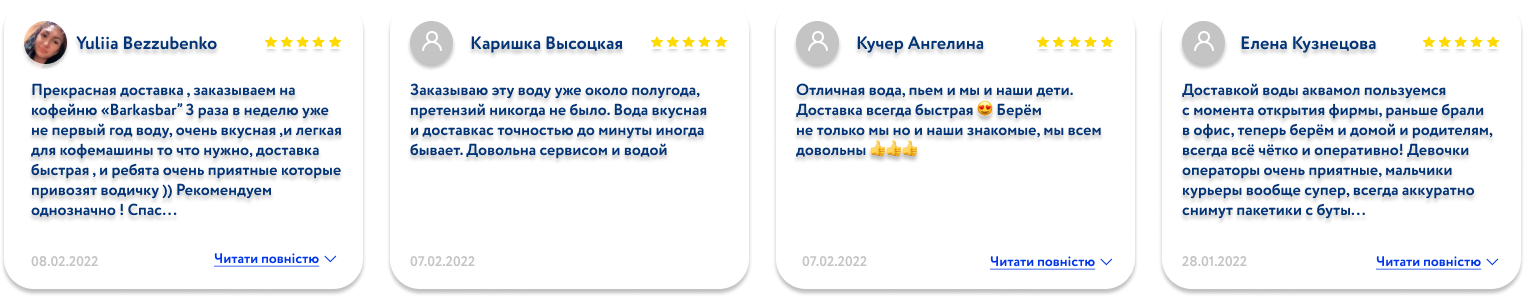 Yuliia Bezzubenko
Прекрасная доставка , заказываем на
кофейню «Barkasbar” 3 раза в неделю уже
не первый год воду, очень вкусная ,и легкая
для кофемашины то что нужно, доставка
быстрая , и ребята очень приятные которые
привозят водичку )) Рекомендуем
однозначно ! Спас...
08.02.2022
Читати повністю
Каришка Высоцкая
Заказываю эту воду уже около полугода,
претензий никогда не было. Вода вкусная
и доставкас точностью до минуты иногда
бывает. Довольна сервисом и водой
07.02.2022
Кучер Ангелина
Отличная вода, пьем и мы и наши дети.
Доставка всегда быстрая 😍 Берём
не только мы но и наши знакомые, мы всем
довольны 👍👍👍
07.02.2022
Читати повністю
Елена Кузнецова
Доставкой воды аквамол пользуемся
с момента открытия фирмы, раньше брали
в офис, теперь берём и домой и родителям,
всегда всё чётко и оперативно! Девочки
операторы очень приятные, мальчики
курьеры вообще супер, всегда аккуратно
снимут пакетики с буты...
28.01.2022
Читати повністю